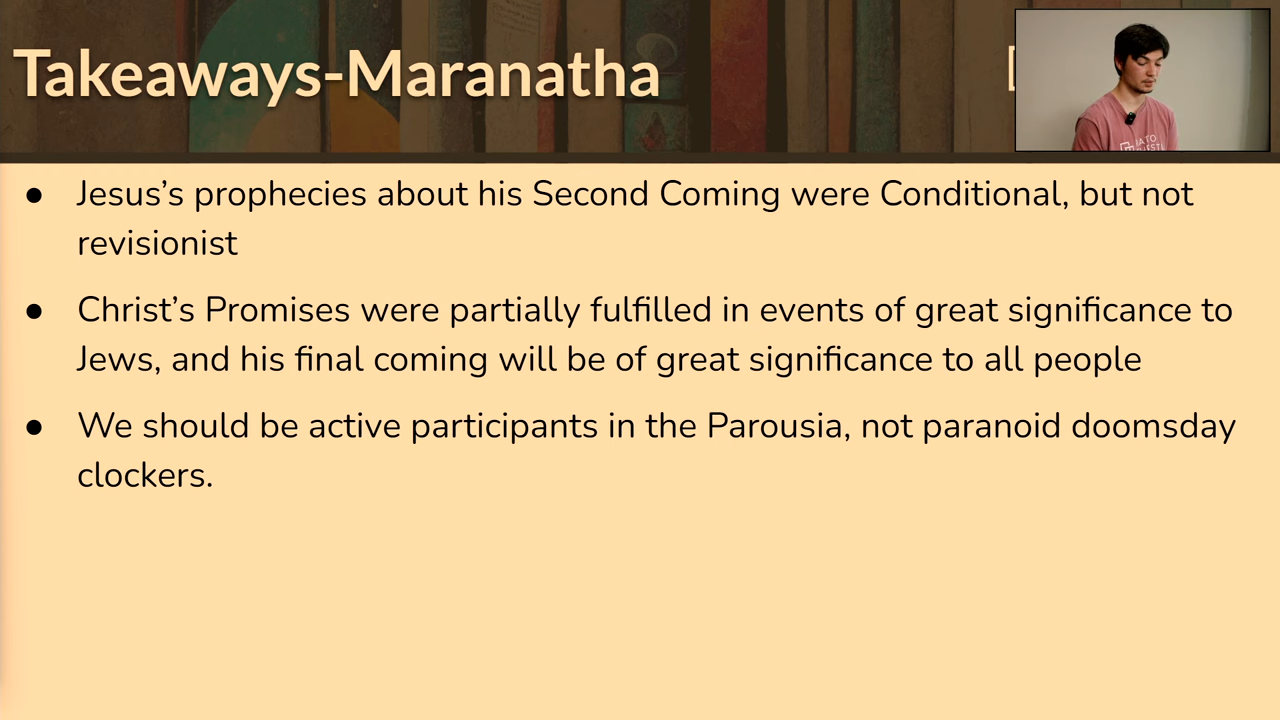 Takeaways-Maranatha
● Jesus’s prophecies about his Second Coming were Conditional, but not
revisionist
● Christ’s Promises were partially fulfilled in events of great significance to
Jews, and his final coming will be of great significance to all people
● We should be active participants in the Parousia, not paranoid doomsday
clockers.